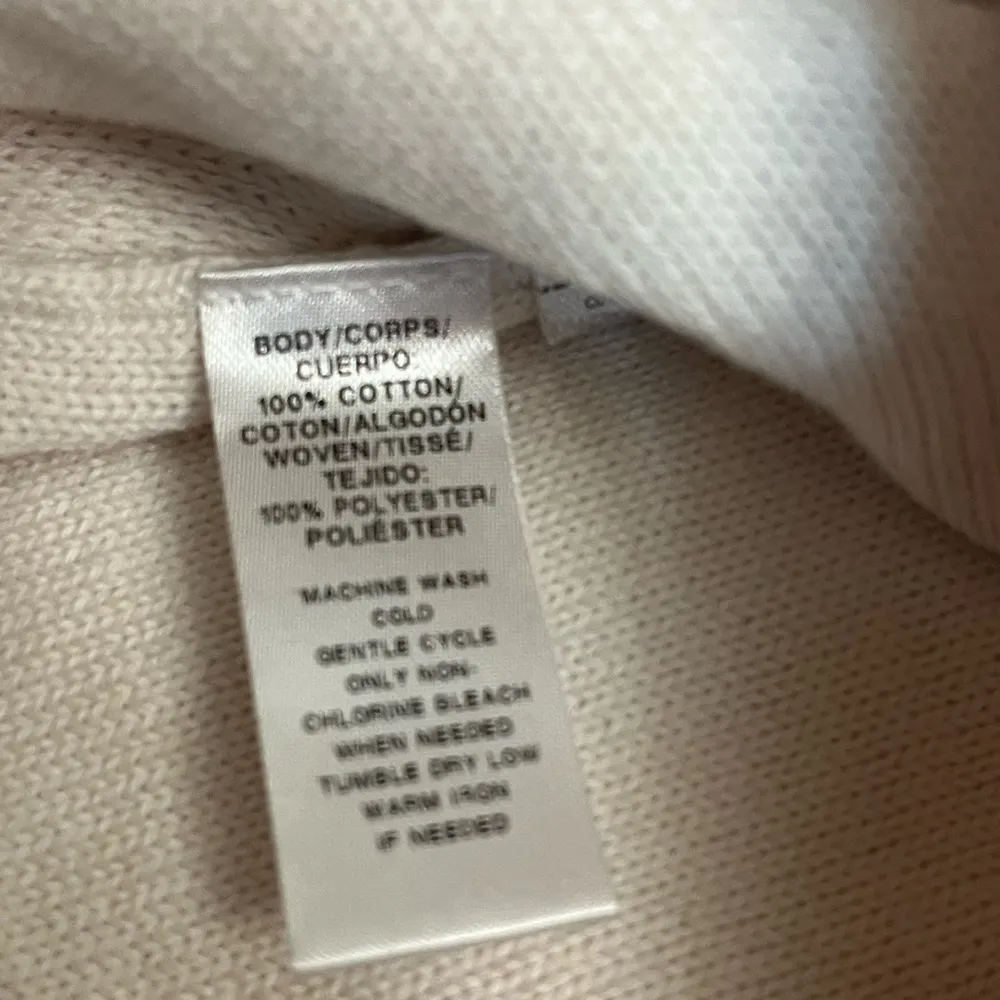 BODY/CORPS/
CUERPO
100% COTTON/
COTON/ALGODÓN
WOVEN/TISSÉ/
TEJIDO:
100% POLYESTER/
POLIÉSTER
MACHINE WASH
COLD
GENTLE CYCLE
ONLY NON-
CHLORINE BLEACH
WHEN NEEDED
TUMBLE DRY LOW
WARM IRON
IF NEEDED